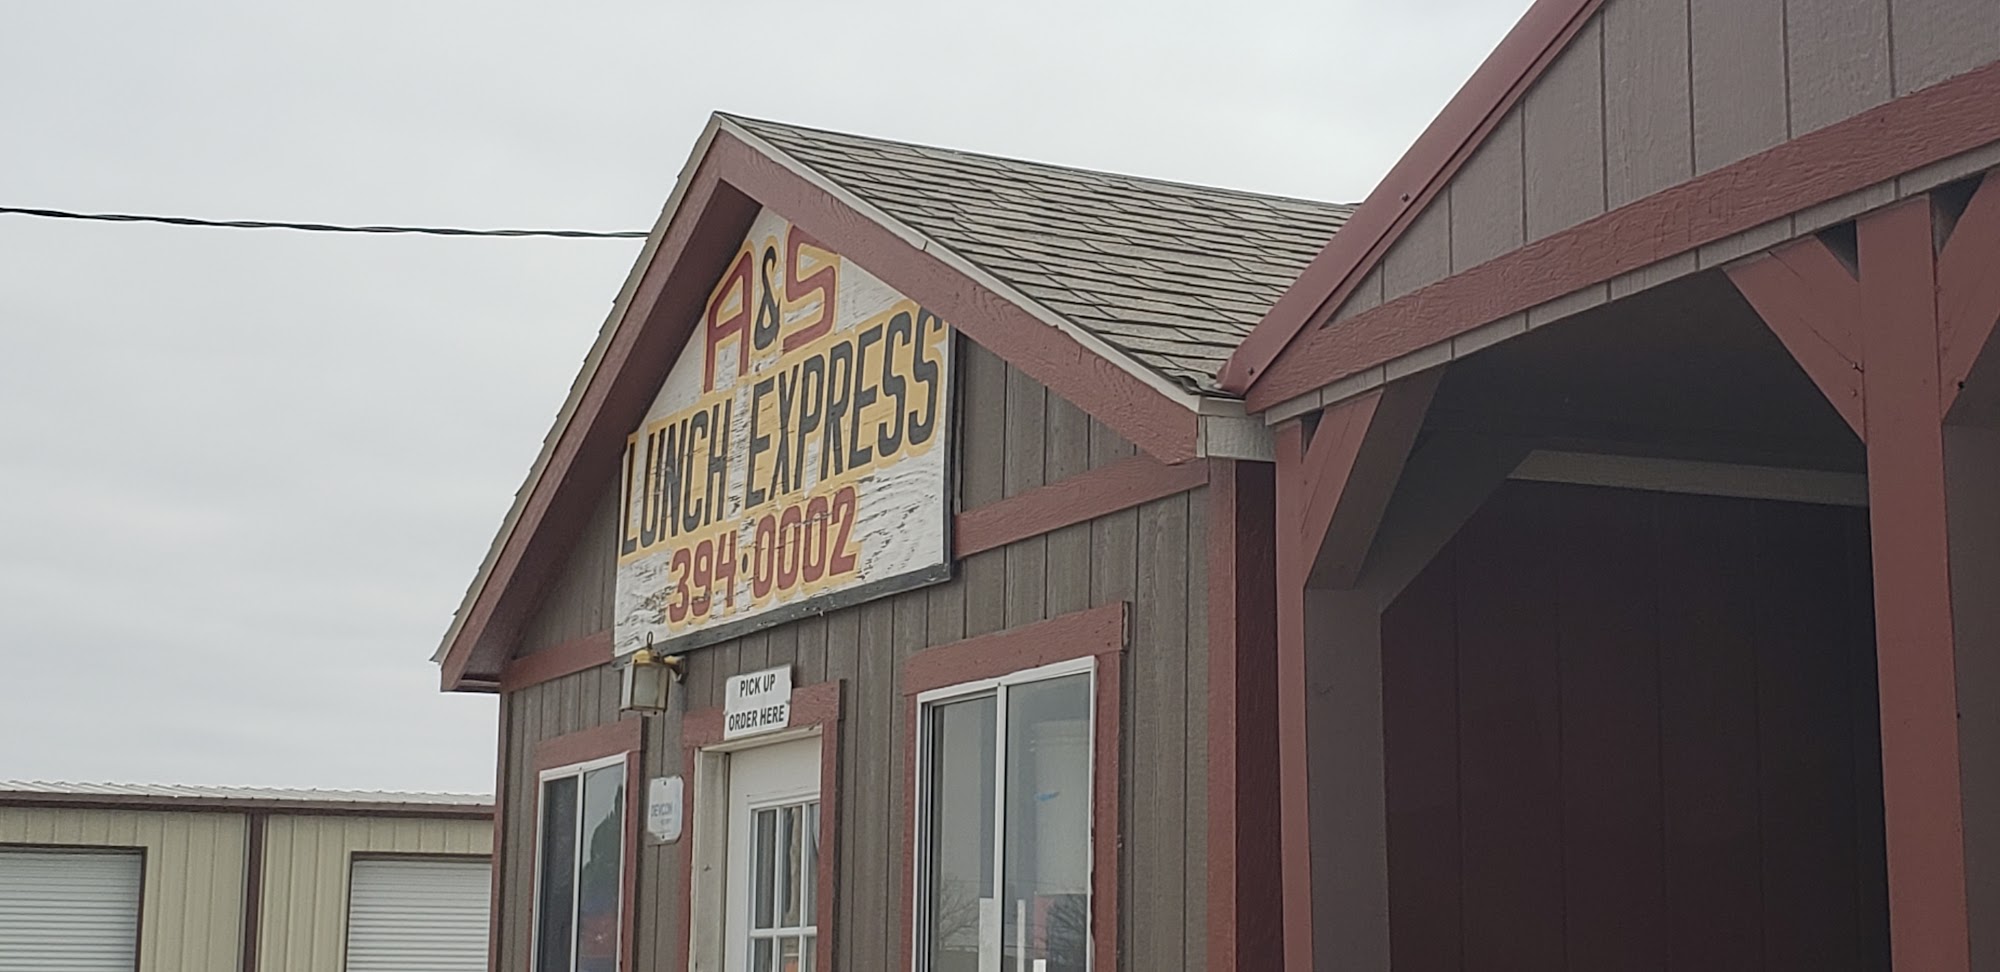 A&S
LUNCH EXPRESS
394·0002
PICK UP
ORDER HERE